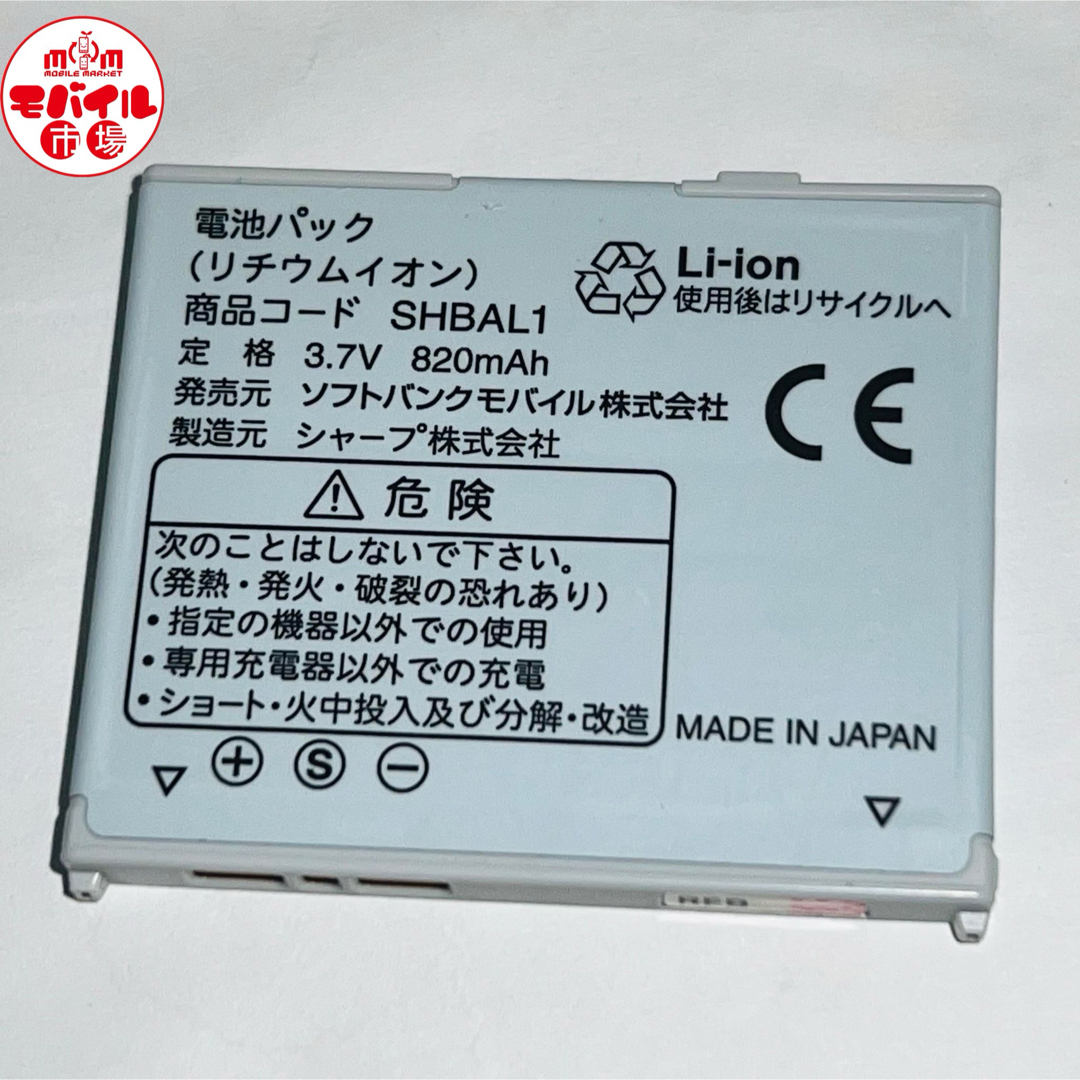 MOBILE MARKET
モバイル
市場
電池パック
(リチウムイオン)
商品コード SHBAL1
定 格 3.7V 820mAh
発売元 ソフトバンクモバイル株式会社
製造元 シャープ株式会社
Li-ion
使用後はリサイクルへ
CE
危険
次のことはしないで下さい。
(発熱・発火・破裂の恐れあり)
・指定の機器以外での使用
・専用充電器以外での充電
・ショート・火中投入及び分解・改造
MADE IN JAPAN
+ S −